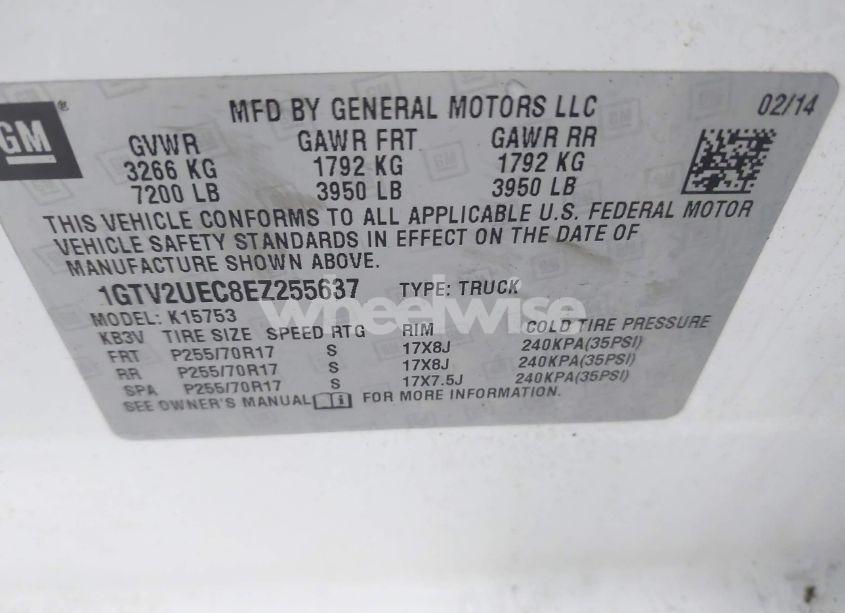 GM
MFD BY GENERAL MOTORS LLC 02/14
GVWR GAWR FRT GAWR RR
3266 KG 1792 KG 1792 KG
7200 LB 3950 LB 3950 LB
THIS VEHICLE CONFORMS TO ALL APPLICABLE U.S. FEDERAL MOTOR
VEHICLE SAFETY STANDARDS IN EFFECT ON THE DATE OF
MANUFACTURE SHOWN ABOVE.
1GTV2UEC8EZ255637 TYPE: TRUCK
wheelwise
MODEL: K15753
KB3V TIRE SIZE SPEED RTG RIM COLD TIRE PRESSURE
FRT P255/70R17 S 17X8J 240KPA(35PSI)
RR P255/70R17 S 17X8J 240KPA(35PSI)
SPA P255/70R17 S 17X7.5J 240KPA(35PSI)
SEE OWNER'S MANUAL i FOR MORE INFORMATION.